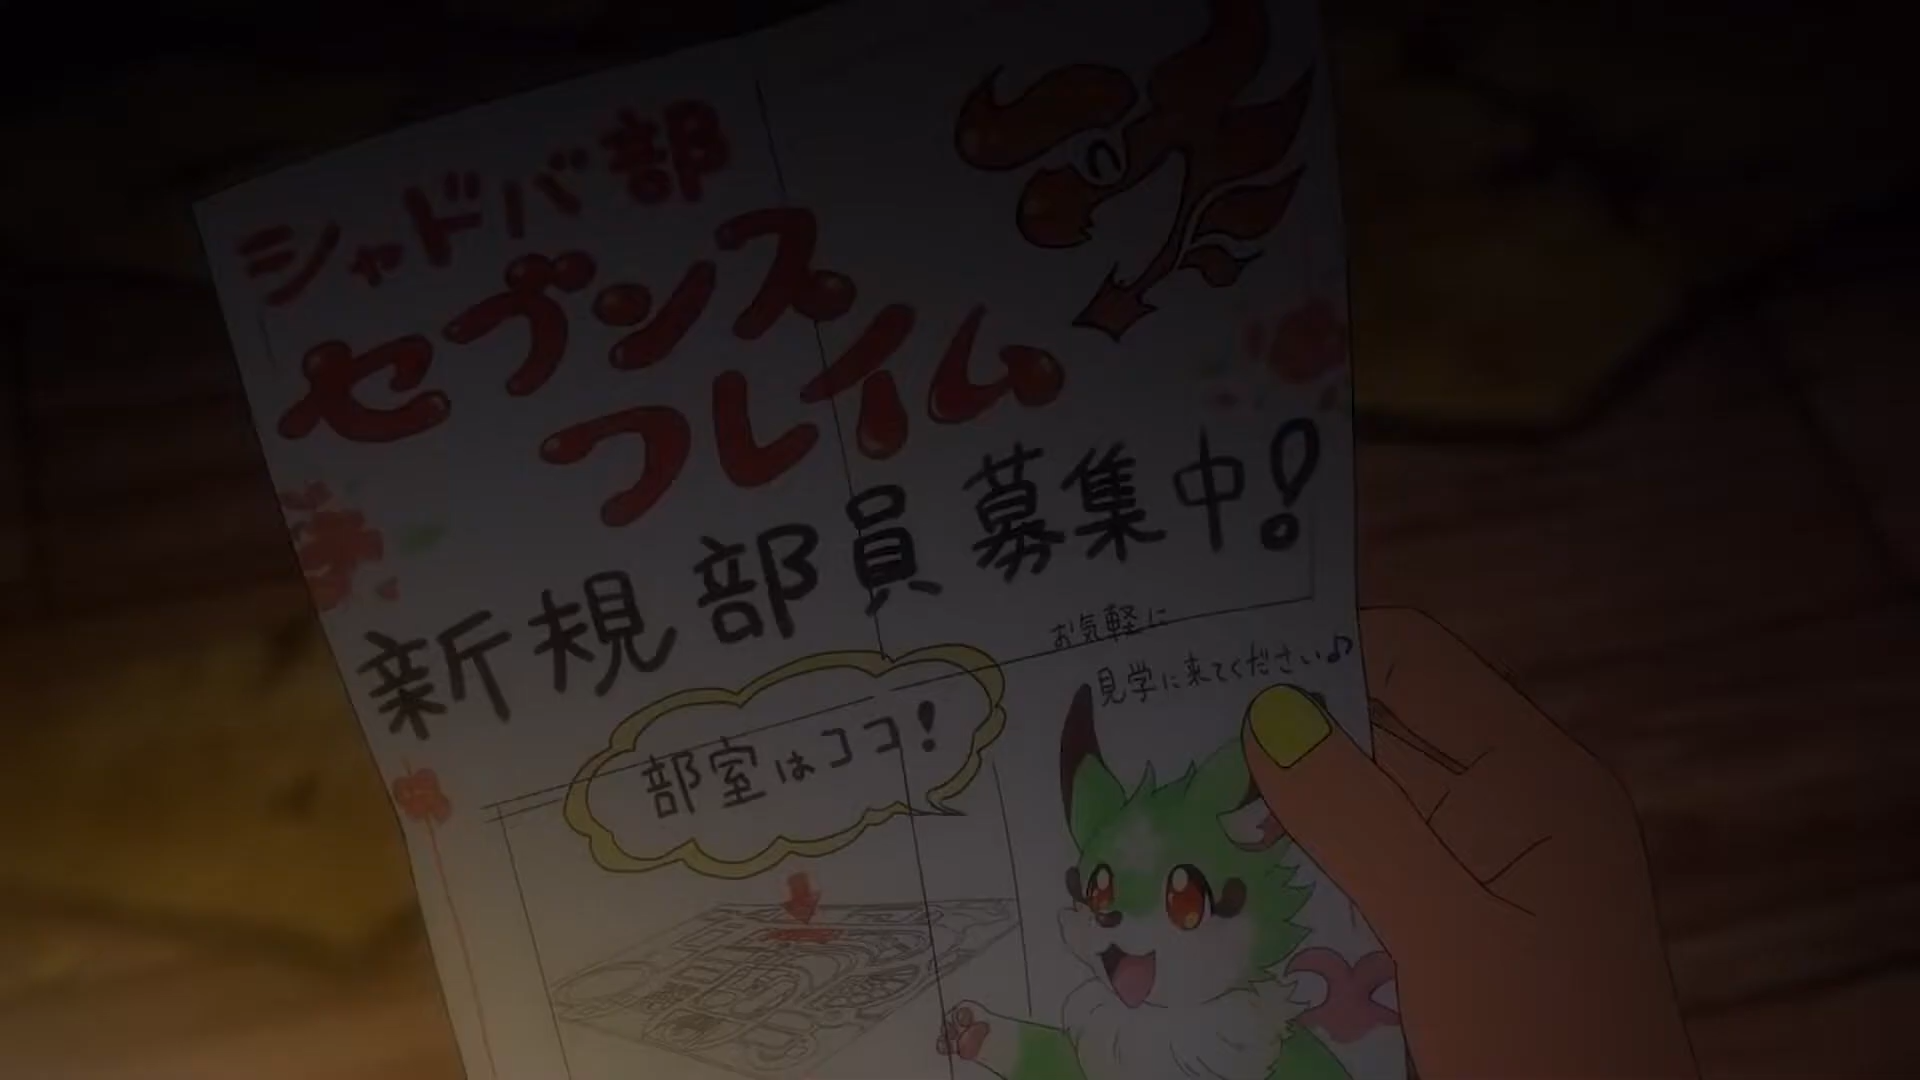 シャドバ部
セブンス
フレイム
新規部員募集中!
お気軽に
見学に来てください♪
部室はココ!